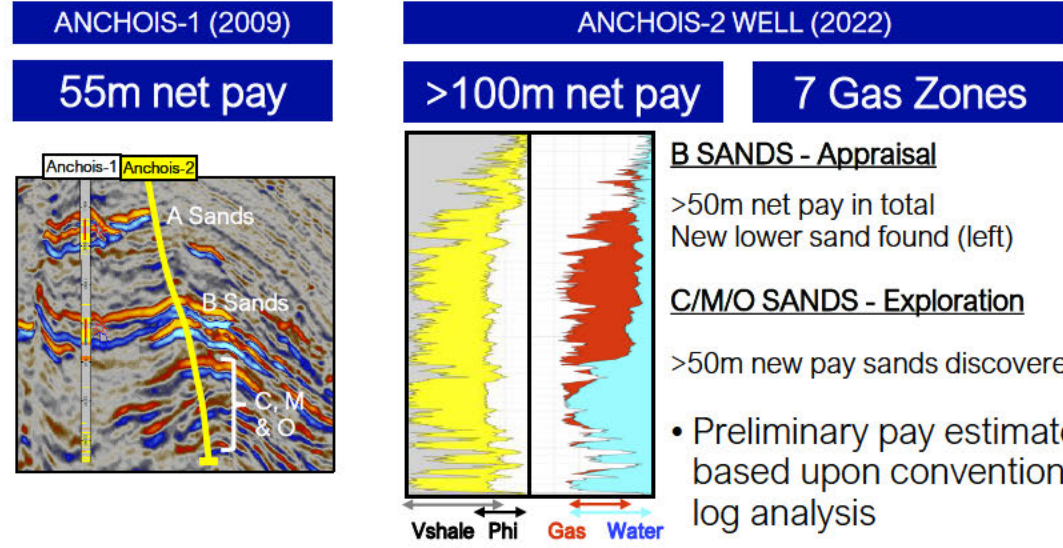 ANCHOIS-1 (2009)
ANCHOIS-2 WELL (2022)
55m net pay
>100m net pay
7 Gas Zones
Anchois-1
Anchois-2
A Sands
B Sands
C, M
& O
Vshale
Phi
Gas
Water
B SANDS - Appraisal
>50m net pay in total
New lower sand found (left)
C/M/O SANDS - Exploration
>50m new pay sands discovere
• Preliminary pay estimate
based upon convention
log analysis